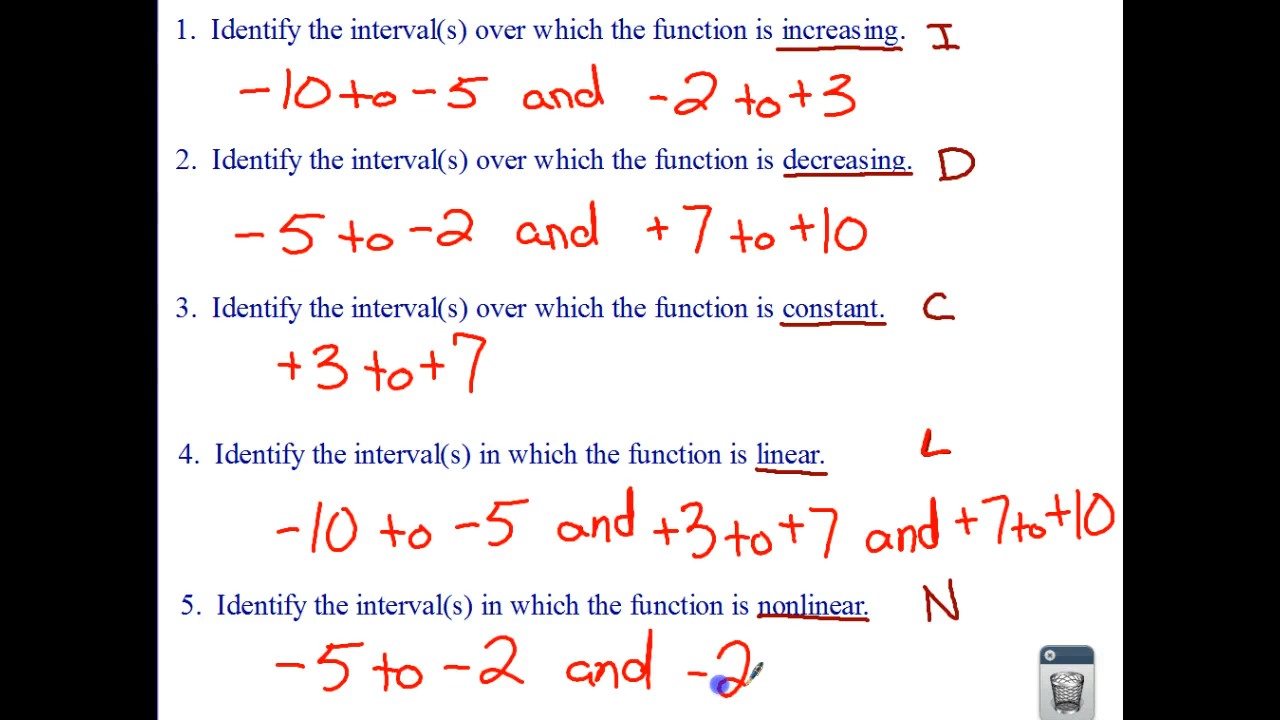 1. Identify the interval(s) over which the function is increasing. I
-10 to -5 and -2 to +3
2. Identify the interval(s) over which the function is decreasing. D
-5 to -2 and +7 to +10
3. Identify the interval(s) over which the function is constant. C
+3 to +7
4. Identify the interval(s) in which the function is linear. L
-10 to -5 and +3 to +7 and +7 to +10
5. Identify the interval(s) in which the function is nonlinear. N
-5 to -2 and -2